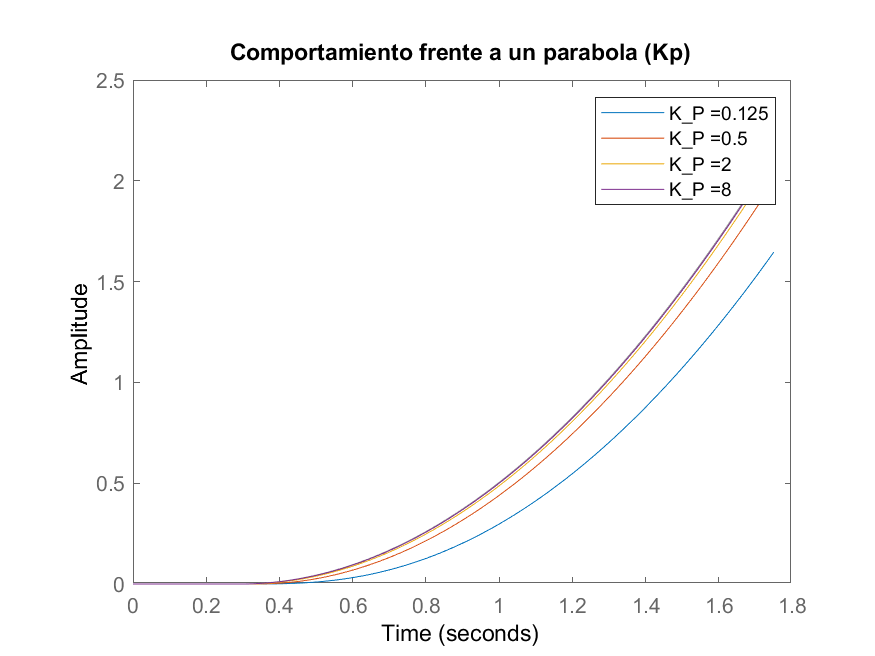 Comportamiento frente a un parabola (Kp)
2.5
2
1.5
1
0.5
0
Amplitude
K_P =0.125
K_P =0.5
K_P =2
K_P =8
0 0.2 0.4 0.6 0.8 1 1.2 1.4 1.6 1.8
Time (seconds)